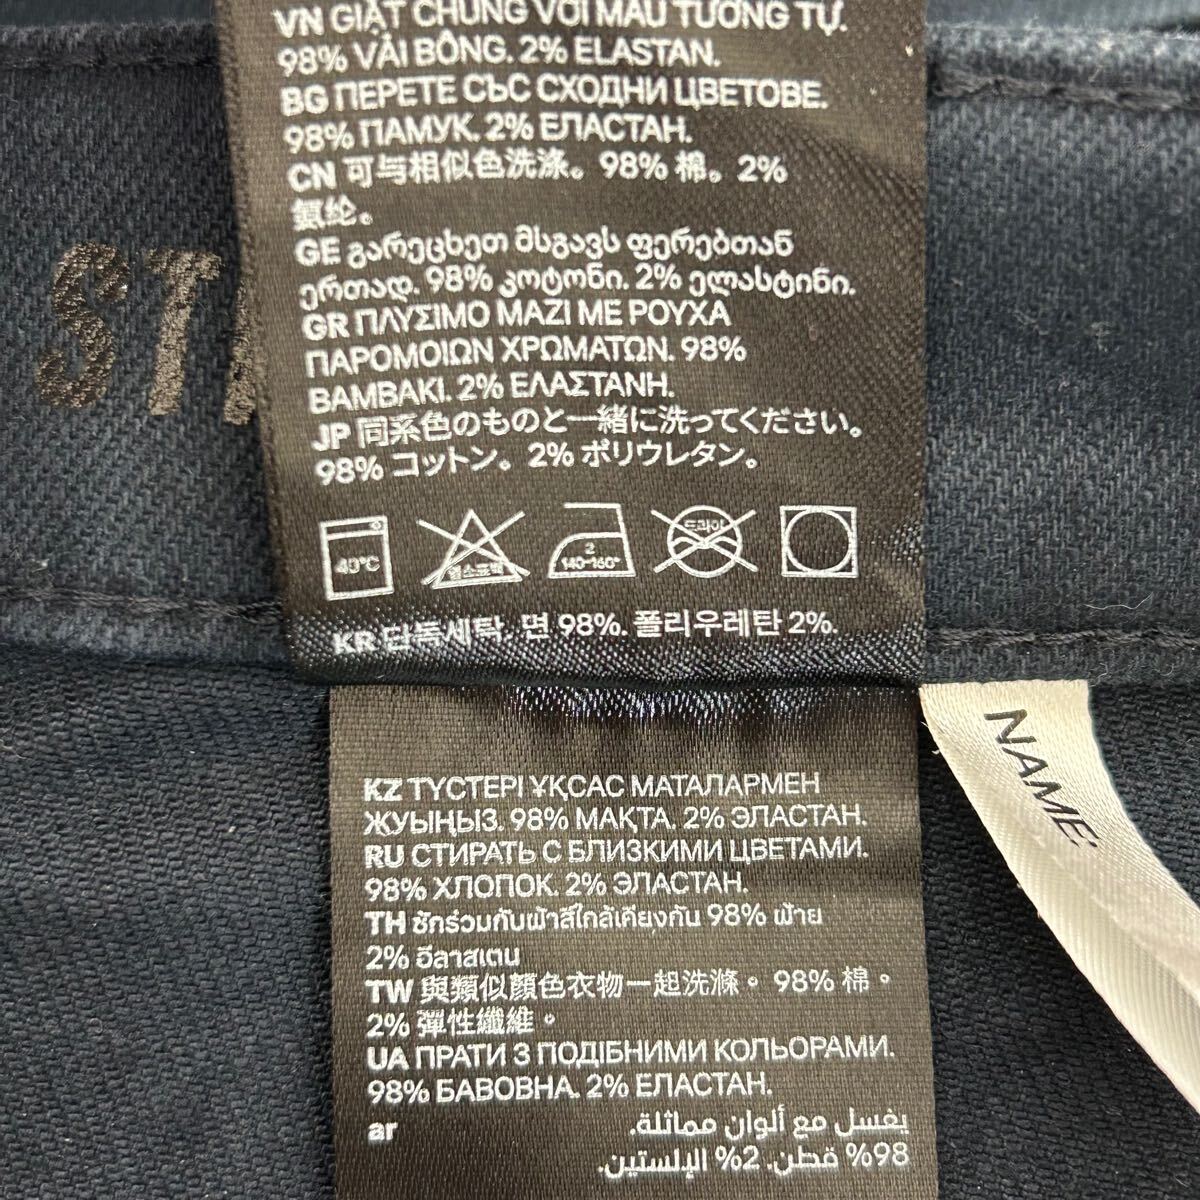 VN GIẶT CHUNG VỚI MÀU TƯƠNG TỰ.
98% VẢI BÔNG. 2% ELASTAN.
BG ПЕРЕТЕ СЪС СХОДНИ ЦВЕТОВЕ.
98% ПАМУК. 2% ЕЛАСТАН.
CN 可与相似色洗涤。98% 棉。2%
氨纶。
GE გარეცხეთ მსგავს ფერებთან
ერთად. 98% კოტონი. 2% ელასტინი.
GR ΠΛΥΣΙΜΟ ΜΑΖΙ ΜΕ ΡΟΥΧΑ
ΠΑΡΟΜΟΙΩΝ ΧΡΩΜΑΤΩΝ. 98%
ΒΑΜΒΑΚΙ. 2% ΕΛΑΣΤΑΝΗ.
JP 同系色のものと一緒に洗ってください。
98% コットン。2% ポリウレタン。
40°C
염소표백
2
140~160°
드라이
KR 단독세탁. 면 98%. 폴리우레탄 2%.
NAME:
KZ ТҮСТЕРІ ҰҚСАС МАТАЛАРМЕН
ЖУЫҢЫЗ. 98% МАҚТА. 2% ЭЛАСТАН.
RU СТИРАТЬ С БЛИЗКИМИ ЦВЕТАМИ.
98% ХЛОПОК. 2% ЭЛАСТАН.
TH ซักร่วมกับผ้าสีใกล้เคียงกัน 98% ฝ้าย
2% อีลาสเตน
TW 與類似顏色衣物一起洗滌。98% 棉。
2% 彈性纖維。
UA ПРАТИ З ПОДІБНИМИ КОЛЬОРАМИ.
98% БАВОВНА. 2% ЕЛАСТАН.
ar يغسل مع ألوان مماثلة.
98% قطن. 2% الإلستين.